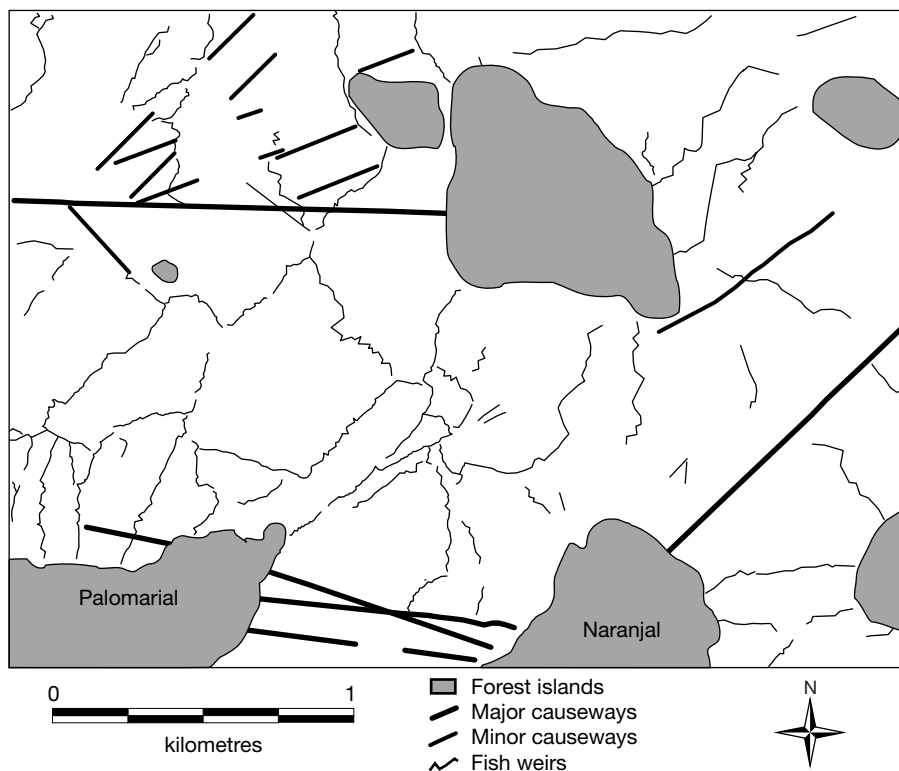 Palomarial
Naranjal
0 1
kilometres
Forest islands
Major causeways
Minor causeways
Fish weirs
N